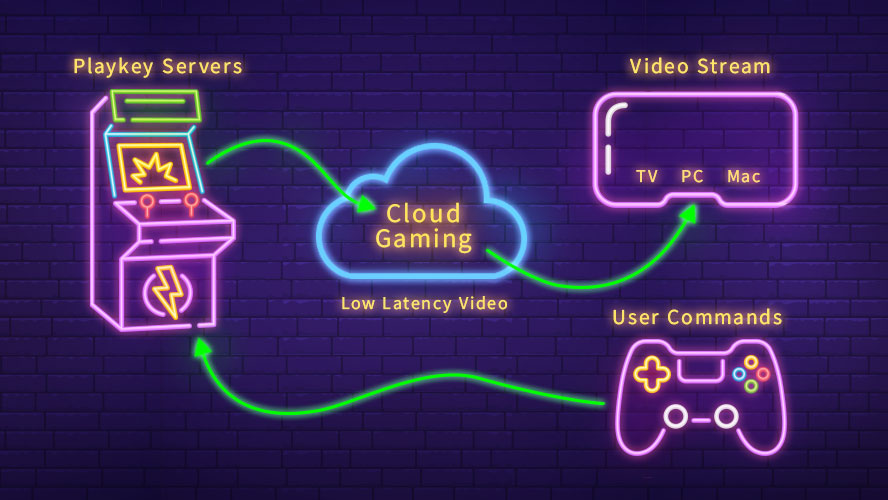 Playkey Servers
Video Stream
TV PC Mac
Cloud
Gaming
Low Latency Video
User Commands